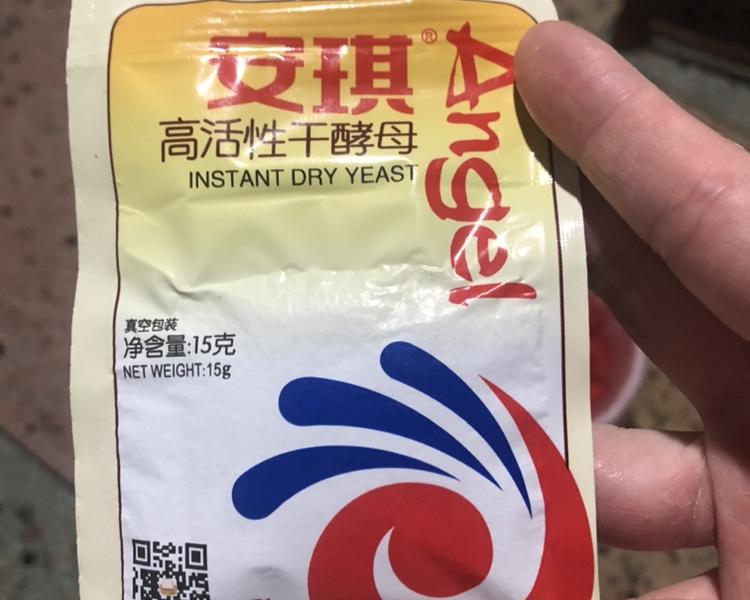 安琪®
Angel
高活性干酵母
INSTANT DRY YEAST
真空包装
净含量:15克
NET WEIGHT:15g